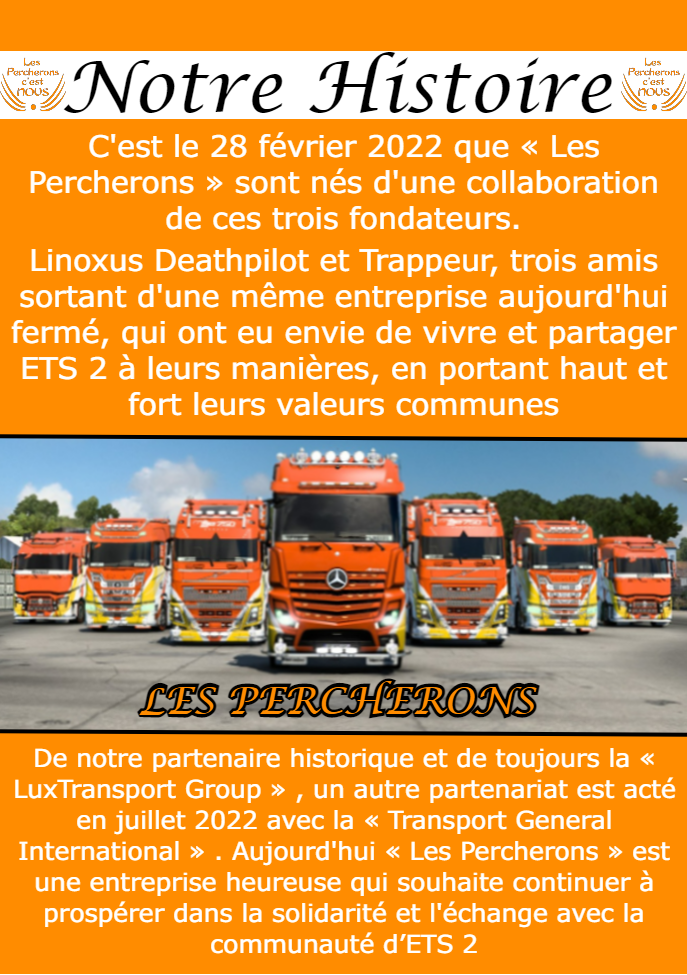 Les
Percherons
c'est
NOUS
Notre Histoire
Les
Percherons
c'est
NOUS
C'est le 28 février 2022 que « Les
Percherons » sont nés d'une collaboration
de ces trois fondateurs.
Linoxus Deathpilot et Trappeur, trois amis
sortant d'une même entreprise aujourd'hui
fermé, qui ont eu envie de vivre et partager
ETS 2 à leurs manières, en portant haut et
fort leurs valeurs communes
LES PERCHERONS
De notre partenaire historique et de toujours la «
LuxTransport Group » , un autre partenariat est acté
en juillet 2022 avec la « Transport General
International » . Aujourd'hui « Les Percherons » est
une entreprise heureuse qui souhaite continuer à
prospérer dans la solidarité et l'échange avec la
communauté d’ETS 2